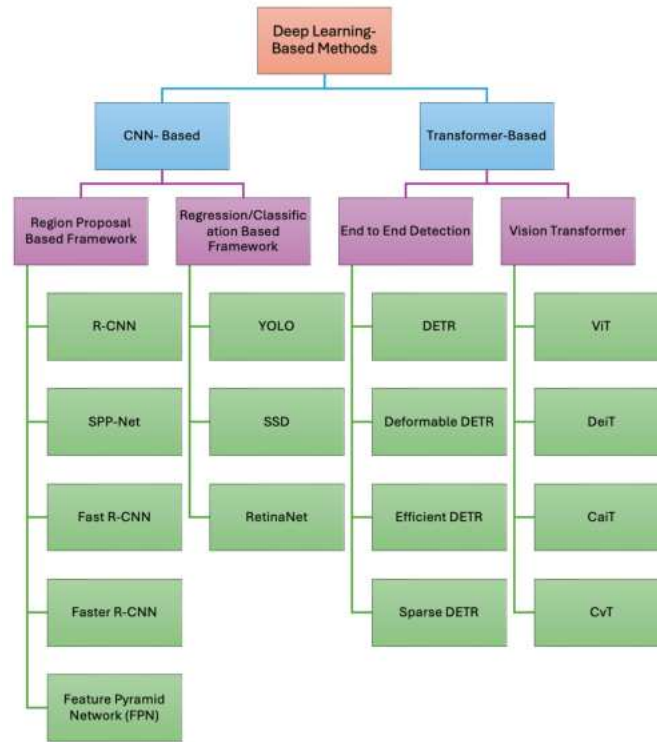 Deep Learning-
Based Methods
CNN- Based
Transformer-Based
Region Proposal
Based Framework
Regression/Classific
ation Based
Framework
End to End Detection
Vision Transformer
R-CNN
YOLO
DETR
ViT
SPP-Net
SSD
Deformable DETR
DeiT
Fast R-CNN
RetinaNet
Efficient DETR
CaiT
Faster R-CNN
Sparse DETR
CvT
Feature Pyramid
Network (FPN)